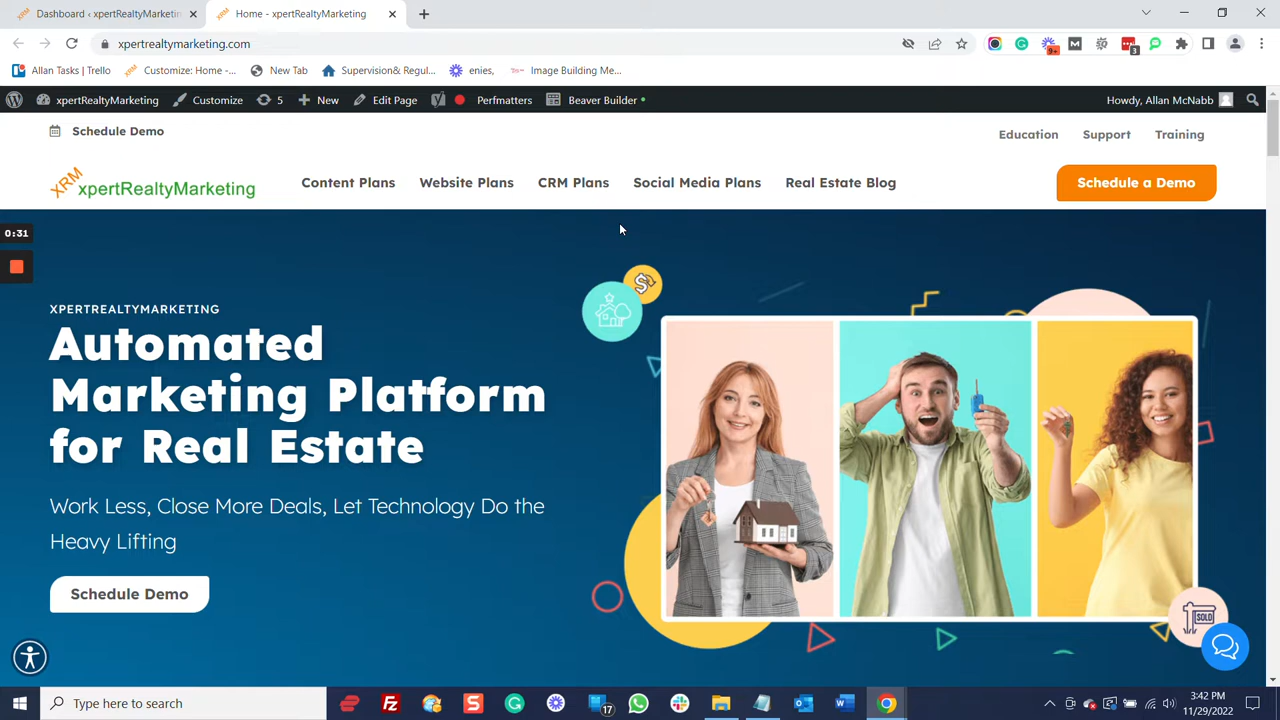 Dashboard ‹ xpertRealtyMarketin
Home - xpertRealtyMarketing
xpertrealtymarketing.com
9+
3
Allan Tasks | Trello
Customize: Home -...
New Tab
Supervision& Regul...
enies,
Image Building Me...
xpertRealtyMarketing
Customize
5
New
Edit Page
Perfmatters
Beaver Builder
Howdy, Allan McNabb
Schedule Demo
Education
Support
Training
XRM
xpertRealtyMarketing
Content Plans
Website Plans
CRM Plans
Social Media Plans
Real Estate Blog
Schedule a Demo
0:31
XPERTREALTYMARKETING
Automated
Marketing Platform
for Real Estate
Work Less, Close More Deals, Let Technology Do the
Heavy Lifting
Schedule Demo
SOLD
Type here to search
17
3:42 PM
11/29/2022